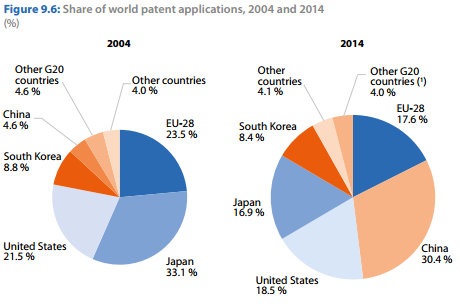 Figure 9.6: Share of world patent applications, 2004 and 2014
(%)
2004
Other G20
countries
4.6 %
Other countries
4.0 %
China
4.6 %
EU-28
23.5 %
South Korea
8.8 %
United States
21.5 %
Japan
33.1 %
2014
Other
countries
4.1 %
Other G20
countries (¹)
4.0 %
EU-28
17.6 %
South Korea
8.4 %
Japan
16.9 %
China
30.4 %
United States
18.5 %